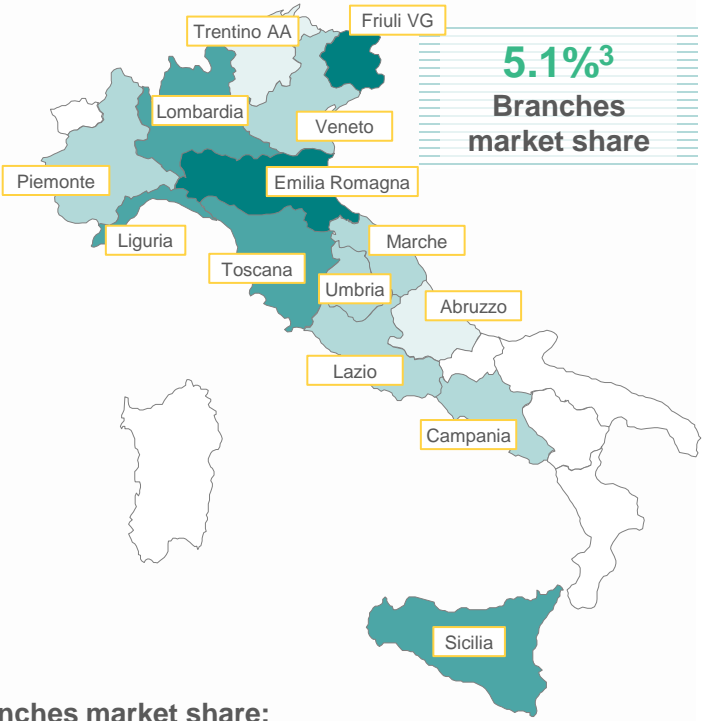 Trentino AA
Friuli VG
5.1%³
Branches
market share
Lombardia
Veneto
Piemonte
Emilia Romagna
Liguria
Marche
Toscana
Umbria
Abruzzo
Lazio
Campania
Sicilia
nches market share: